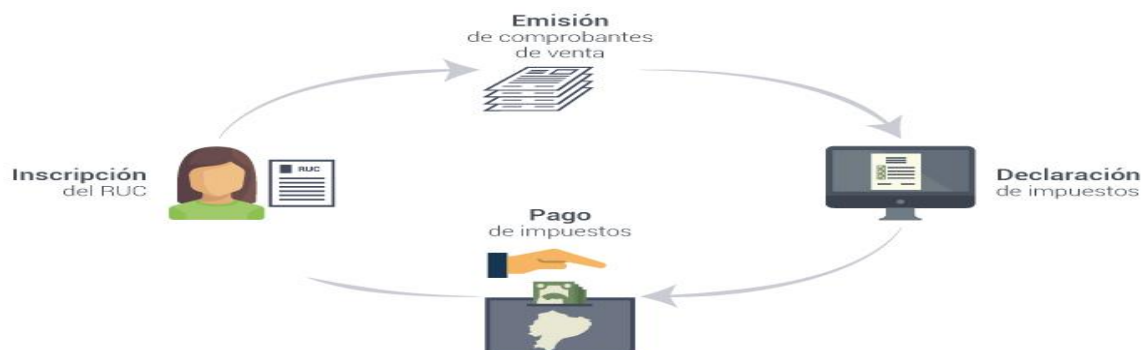 Emisión
de comprobantes
de venta
Inscripción
del RUC
RUC
Declaración
de impuestos
Pago
de impuestos